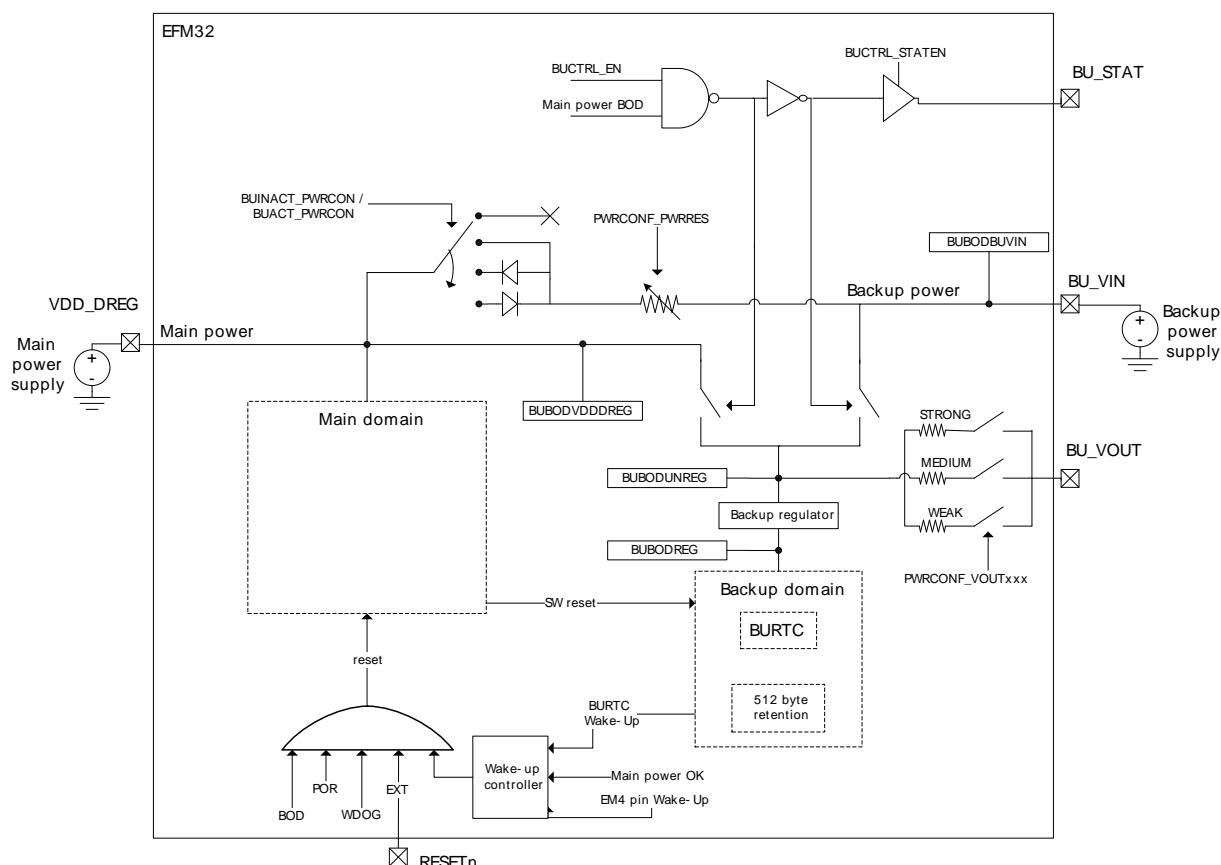 EFM32
BUCTRL_STATEN
BUCTRL_EN
BU_STAT
Main power BOD
BUINACT_PWRCON /
BUACT_PWRCON
PWRCONF_PWRRES
BUBODBUVIN
VDD_DREG
Backup power
BU_VIN
Main power
+
-
Main
power
supply
+
-
Backup
power
supply
BUBODVDDDREG
Main domain
STRONG
BU_VOUT
MEDIUM
BUBODUNREG
WEAK
Backup regulator
BUBODREG
PWRCONF_VOUTxxx
Backup domain
SW reset
BURTC
reset
512 byte
retention
BURTC
Wake-Up
Wake-up
controller
Main power OK
EM4 pin Wake-Up
BOD
POR
WDOG
EXT
RESETn